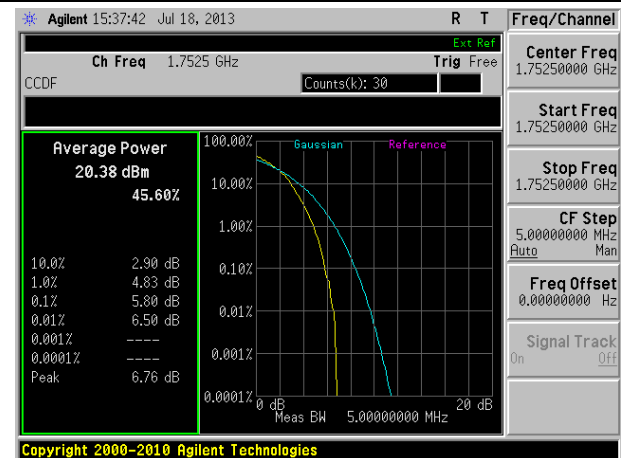 Agilent 15:37:42 Jul 18, 2013 R T
Ext Ref
Ch Freq 1.7525 GHz Trig Free
CCDF Counts(k): 30
Average Power
20.38 dBm
45.60%
10.0% 2.90 dB
1.0% 4.83 dB
0.1% 5.80 dB
0.01% 6.50 dB
0.001% ----
0.0001% ----
Peak 6.76 dB
Gaussian Reference
100.00%
10.00%
1.00%
0.10%
0.01%
0.001%
0.0001%
0 dB 20 dB
Meas BW 5.00000000 MHz
Freq/Channel
Center Freq
1.75250000 GHz
Start Freq
1.75250000 GHz
Stop Freq
1.75250000 GHz
CF Step
5.00000000 MHz
Auto Man
Freq Offset
0.00000000 Hz
Signal Track
On Off
Copyright 2000-2010 Agilent Technologies